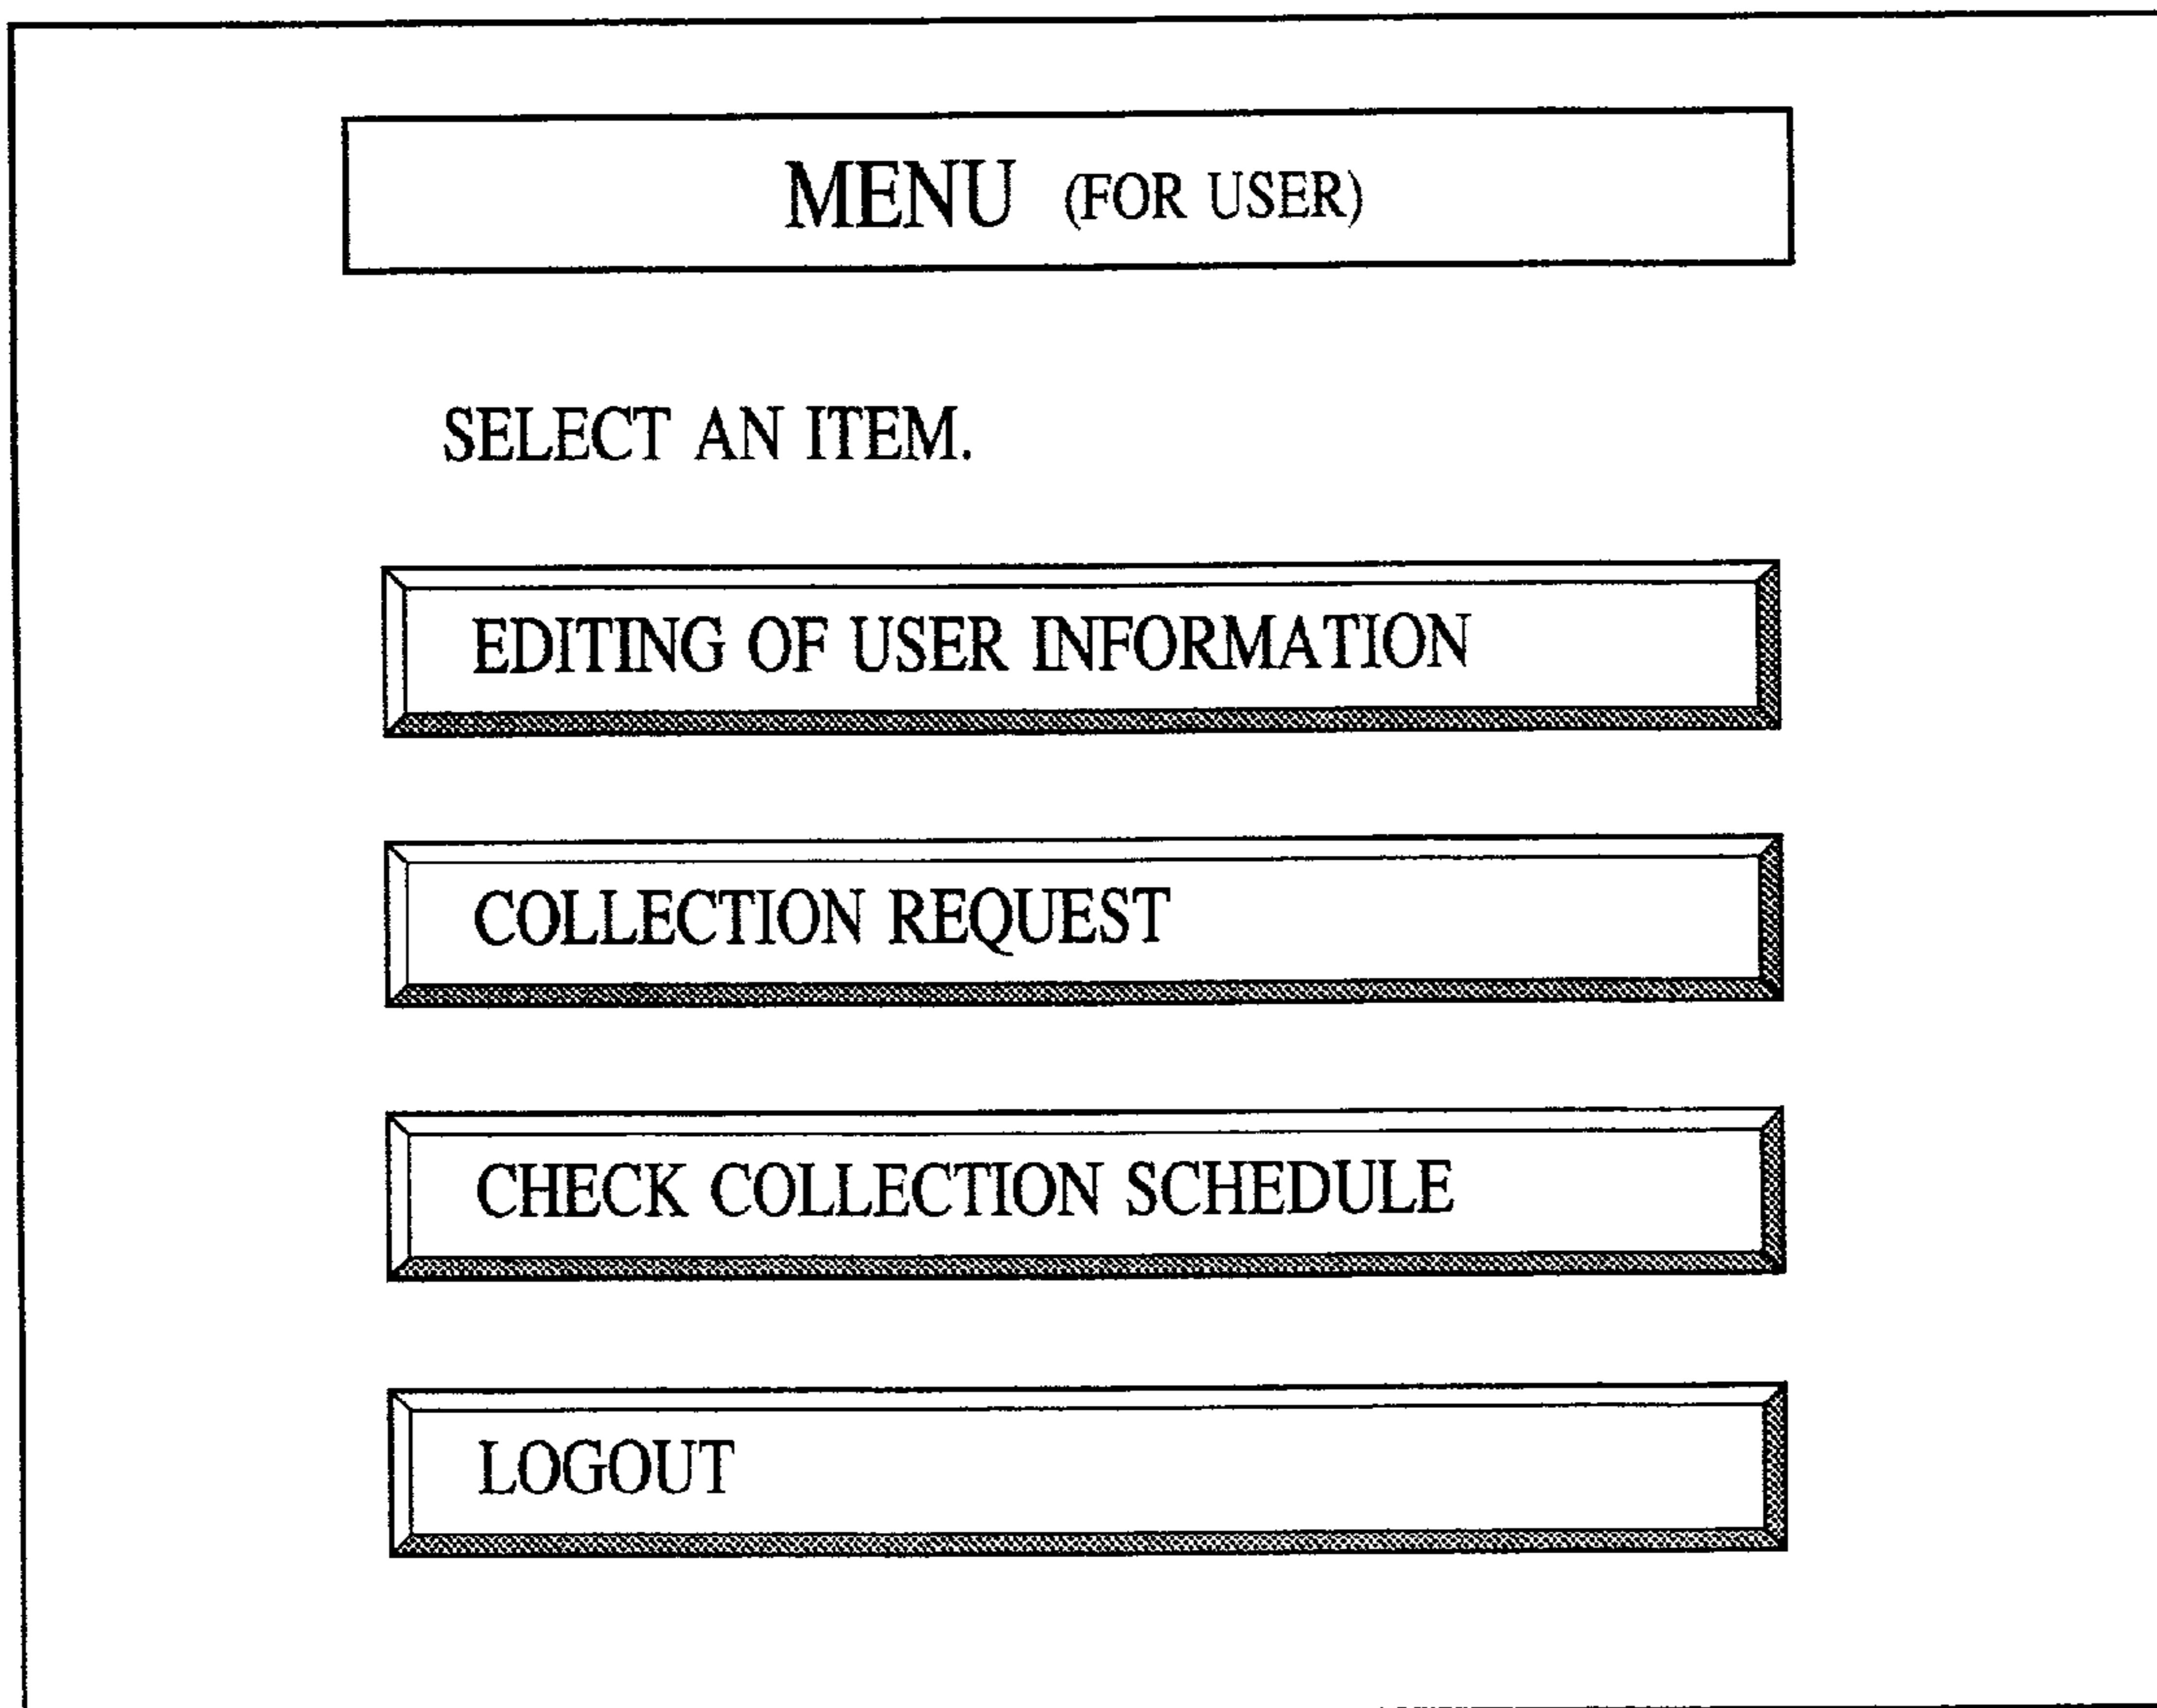 MENU (FOR USER)
SELECT AN ITEM.
EDITING OF USER INFORMATION
COLLECTION REQUEST
CHECK COLLECTION SCHEDULE
LOGOUT